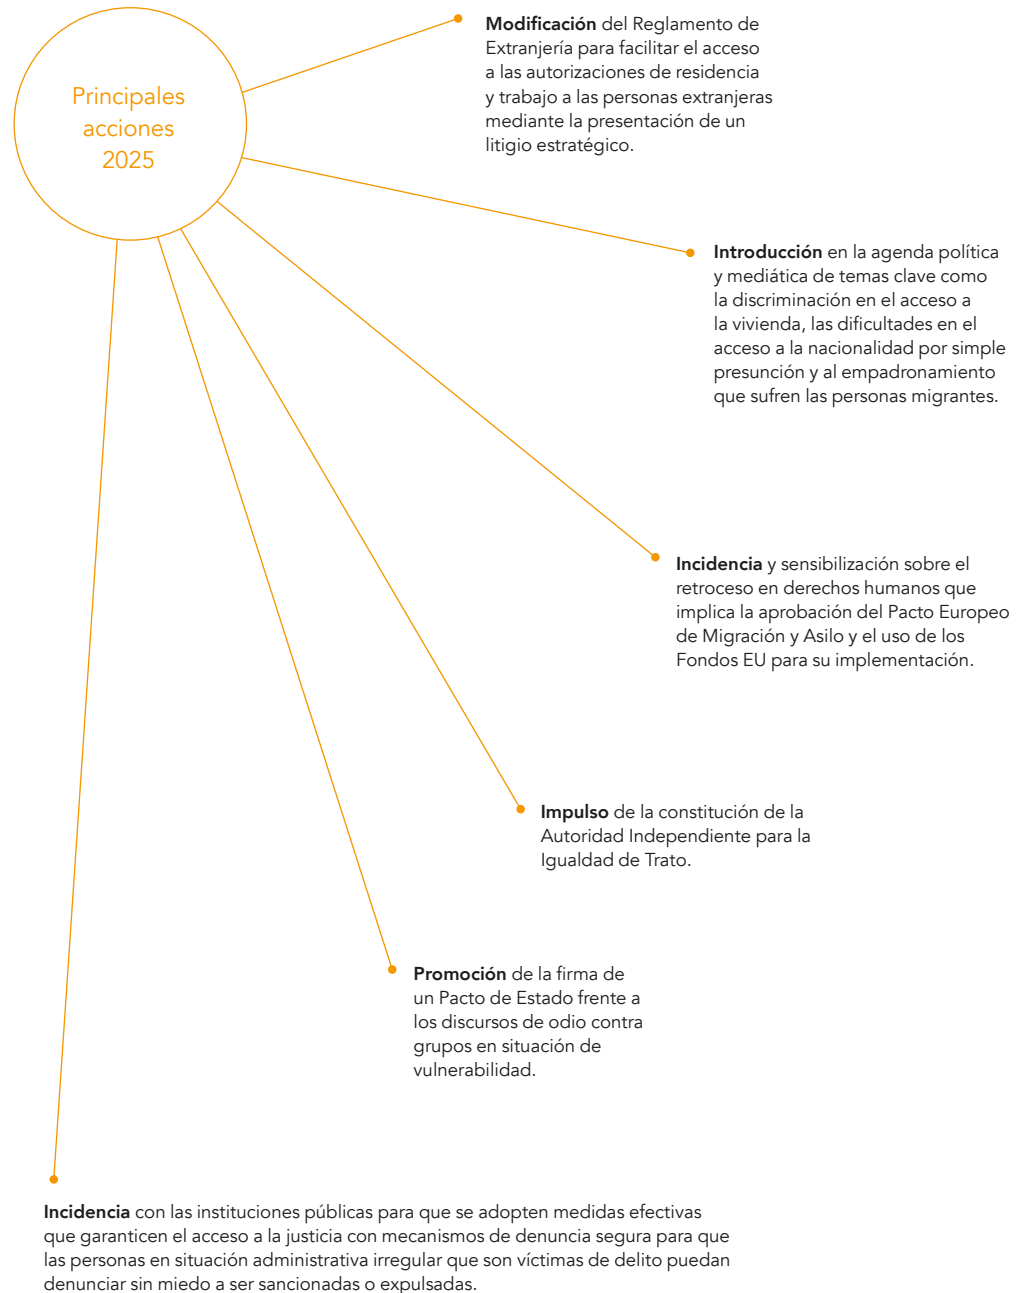 Principales
acciones
2025
Modificación del Reglamento de
Extranjería para facilitar el acceso
a las autorizaciones de residencia
y trabajo a las personas extranjeras
mediante la presentación de un
litigio estratégico.
Introducción en la agenda política
y mediática de temas clave como
la discriminación en el acceso a
la vivienda, las dificultades en el
acceso a la nacionalidad por simple
presunción y al empadronamiento
que sufren las personas migrantes.
Incidencia y sensibilización sobre el
retroceso en derechos humanos que
implica la aprobación del Pacto Europeo
de Migración y Asilo y el uso de los
Fondos EU para su implementación.
Impulso de la constitución de la
Autoridad Independiente para la
Igualdad de Trato.
Promoción de la firma de
un Pacto de Estado frente a
los discursos de odio contra
grupos en situación de
vulnerabilidad.
Incidencia con las instituciones públicas para que se adopten medidas efectivas
que garanticen el acceso a la justicia con mecanismos de denuncia segura para que
las personas en situación administrativa irregular que son víctimas de delito puedan
denunciar sin miedo a ser sancionadas o expulsadas.